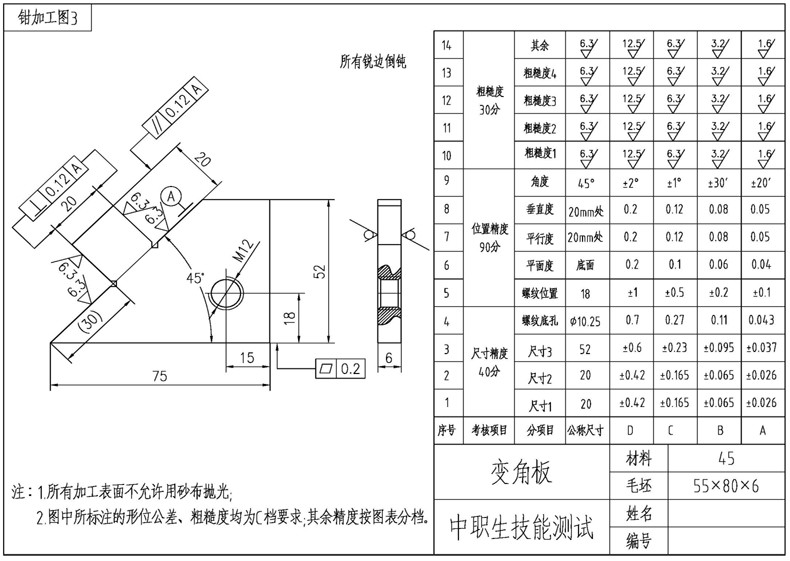 钳加工图3
所有锐边倒钝
// 0.12 A
⊥ 0.12 A
20
20
A
6.3
6.3
6.3
6.3
(30)
45°
M12
52
18
15
75
▱ 0.2
6
14 其余 6.3 12.5 6.3 3.2 1.6
13 粗糙度4 6.3 12.5 6.3 3.2 1.6
12 粗糙度3 6.3 12.5 6.3 3.2 1.6
11 粗糙度2 6.3 12.5 6.3 3.2 1.6
10 粗糙度1 6.3 12.5 6.3 3.2 1.6
粗糙度
30分
9 角度 45° ±2° ±1° ±30′ ±20′
8 垂直度 20mm处 0.2 0.12 0.08 0.05
7 平行度 20mm处 0.2 0.12 0.08 0.05
6 平面度 底面 0.2 0.1 0.06 0.04
5 螺纹位置 18 ±1 ±0.5 ±0.2 ±0.1
位置精度
90分
4 螺纹底孔 Φ10.25 0.7 0.27 0.11 0.043
3 尺寸3 52 ±0.6 ±0.23 ±0.095 ±0.037
2 尺寸2 20 ±0.42 ±0.165 ±0.065 ±0.026
1 尺寸1 20 ±0.42 ±0.165 ±0.065 ±0.026
尺寸精度
40分
序号 考核项目 分项目 公称尺寸 D C B A
变角板
材料 45
毛坯 55×80×6
中职生技能测试
姓名
编号
注：1.所有加工表面不允许用砂布抛光;
2.图中所标注的形位公差、粗糙度均为C档要求;其余精度按图表分档。